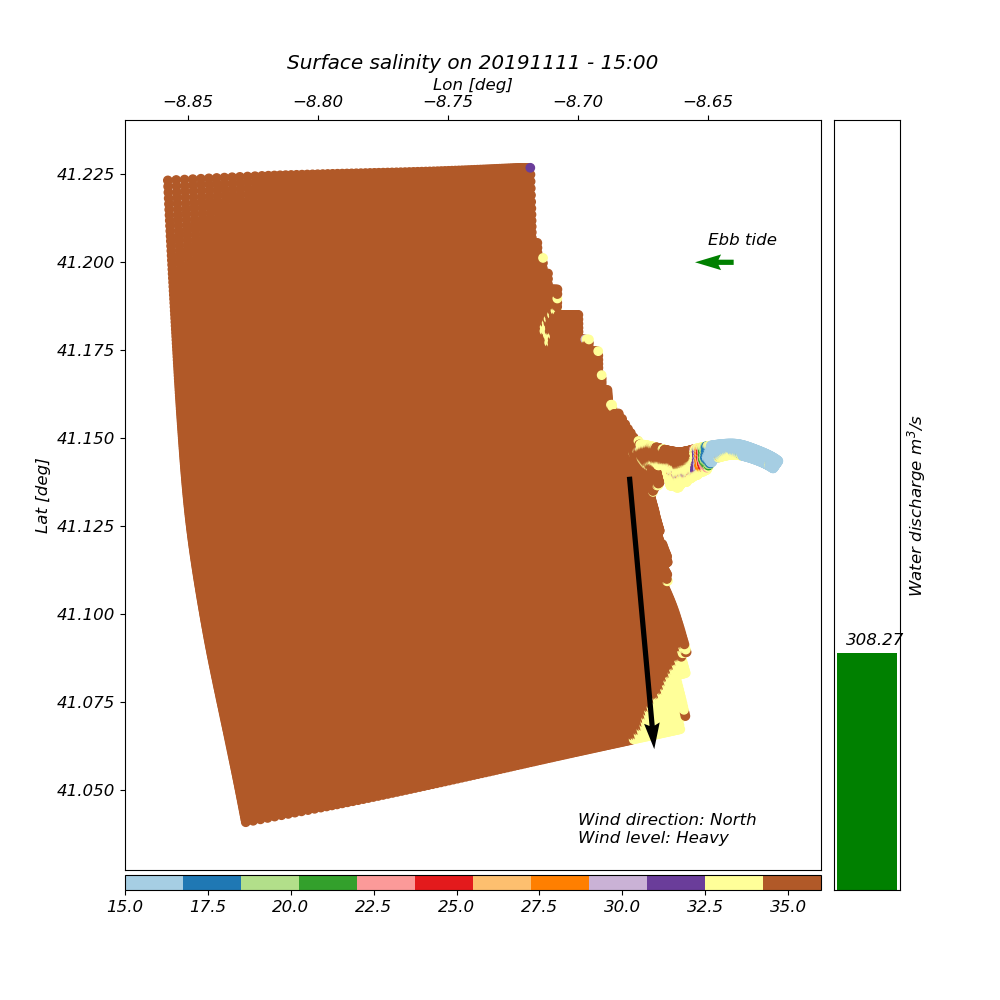 Surface salinity on 20191111 - 15:00
Lon [deg]
−8.85 −8.80 −8.75 −8.70 −8.65
41.225
41.200
41.175
41.150
41.125
41.100
41.075
41.050
Lat [deg]
Ebb tide
Water discharge m³/s
308.27
Wind direction: North
Wind level: Heavy
15.0 17.5 20.0 22.5 25.0 27.5 30.0 32.5 35.0